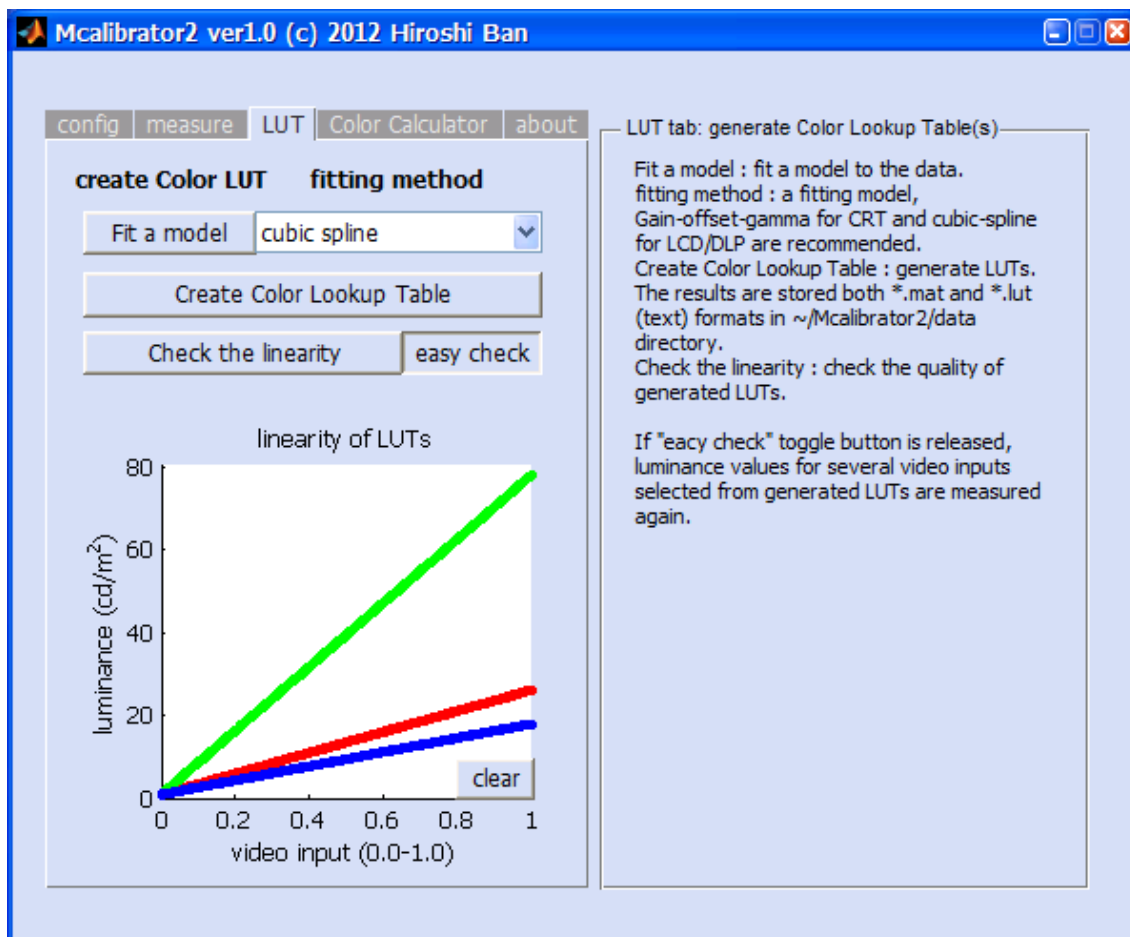 Mcalibrator2 ver1.0 (c) 2012 Hiroshi Ban
config measure LUT Color Calculator about
create Color LUT fitting method
Fit a model cubic spline
Create Color Lookup Table
Check the linearity easy check
linearity of LUTs
80
60
40
20
0
luminance (cd/m²)
clear
0 0.2 0.4 0.6 0.8 1
video input (0.0-1.0)
LUT tab: generate Color Lookup Table(s)
Fit a model : fit a model to the data.
fitting method : a fitting model,
Gain-offset-gamma for CRT and cubic-spline
for LCD/DLP are recommended.
Create Color Lookup Table : generate LUTs.
The results are stored both *.mat and *.lut
(text) formats in ~/Mcalibrator2/data
directory.
Check the linearity : check the quality of
generated LUTs.
If "eacy check" toggle button is released,
luminance values for several video inputs
selected from generated LUTs are measured
again.